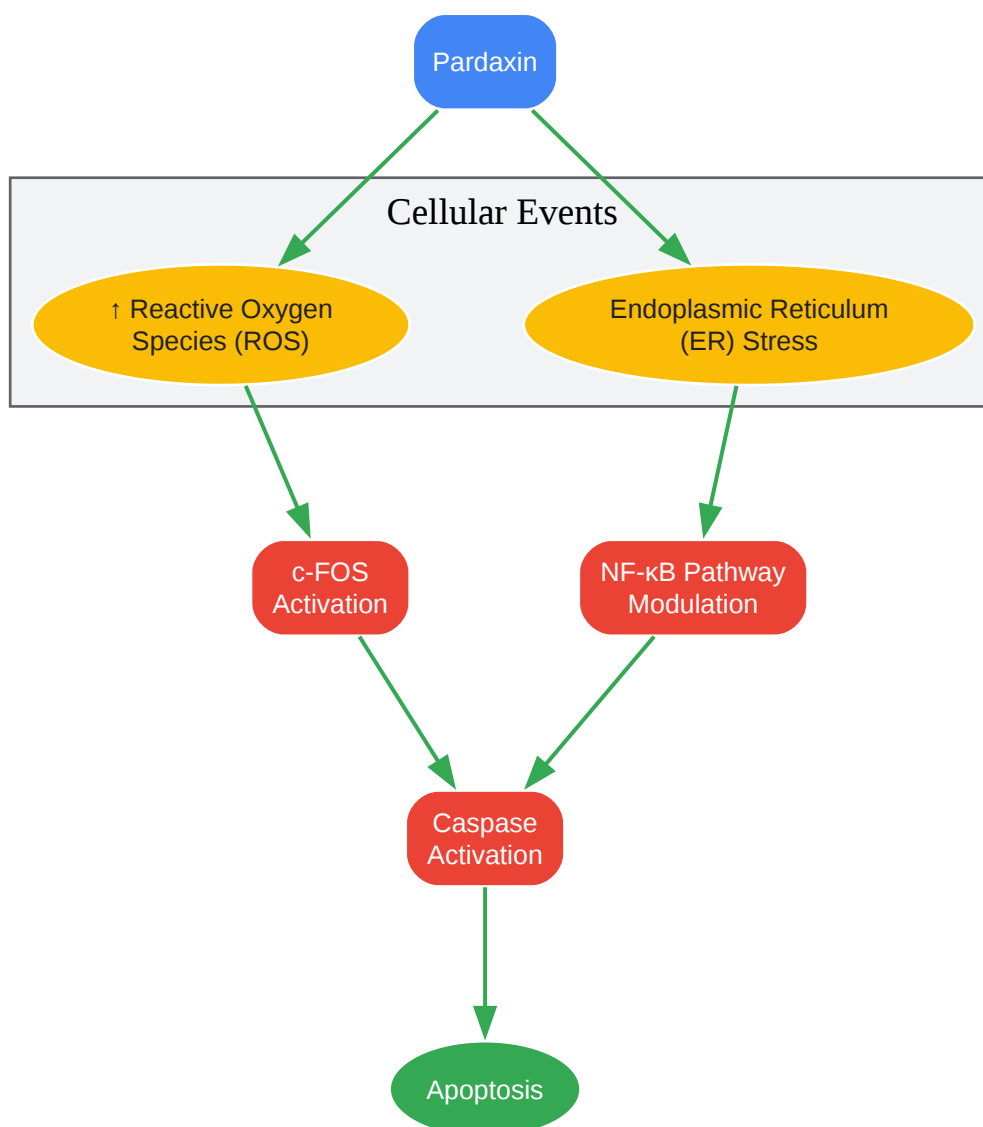 Pardaxin
Cellular Events
↑ Reactive Oxygen
Species (ROS)
Endoplasmic Reticulum
(ER) Stress
c-FOS
Activation
NF-κB Pathway
Modulation
Caspase
Activation
Apoptosis